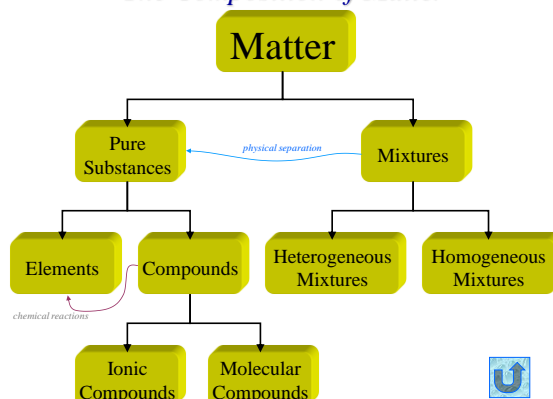 Matter
Pure
Substances
physical separation
Mixtures
Elements
Compounds
Heterogeneous
Mixtures
Homogeneous
Mixtures
chemical reactions
Ionic
Compounds
Molecular
Compounds